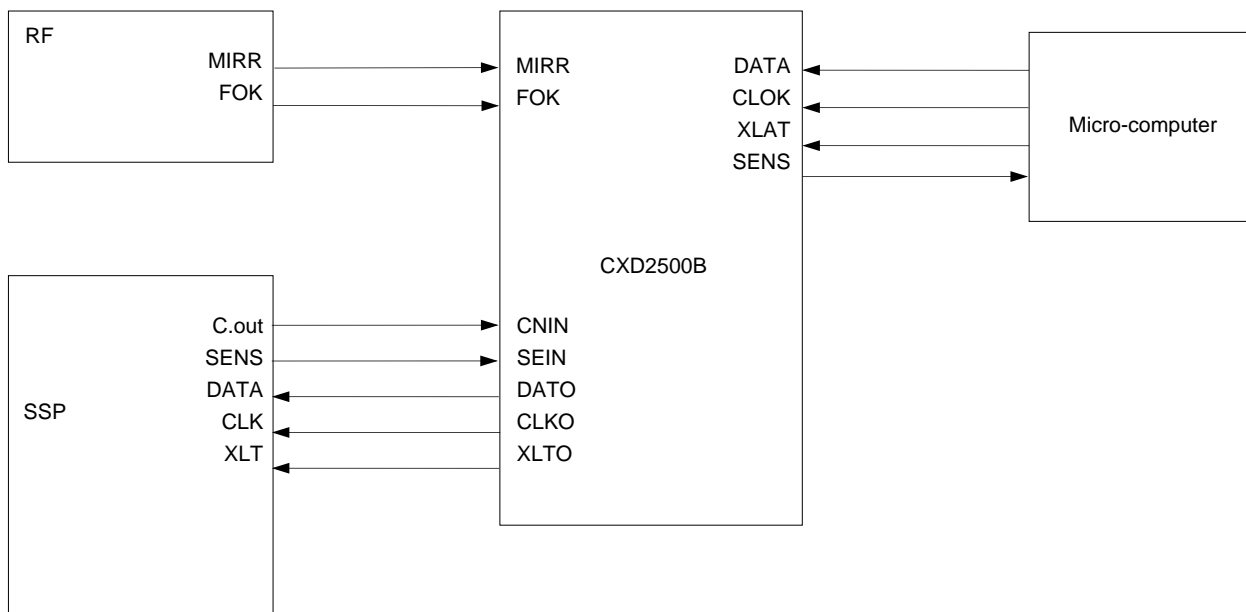 RF
MIRR
FOK
MIRR
FOK
DATA
CLOK
XLAT
SENS
Micro-computer
CXD2500B
SSP
C.out
SENS
DATA
CLK
XLT
CNIN
SEIN
DATO
CLKO
XLTO